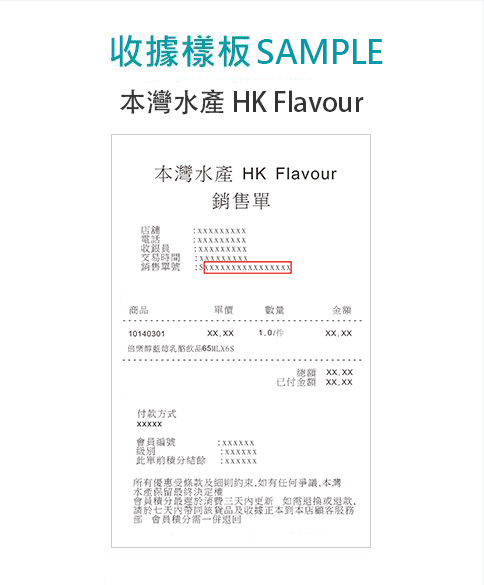 收據樣板 SAMPLE
本灣水產 HK Flavour
本灣水產 HK Flavour
銷售單
店舖 :XXXXXXXXX
電話 :XXXXXXXXX
收銀員 :XXXXXXXXX
交易時間 :XXXXXXXXX
銷售單號 :SXXXXXXXXXXXXXXXX
商品 單價 數量 金額
10140301 XX.XX 1.0/件 XX.XX
倍樂醇藍莓乳酪飲品65MLX6S
總額 XX.XX
已付金額 XX.XX
付款方式
XXXXX
會員編號 :XXXXXX
級別 :XXXXXX
此單前積分結餘 :XXXXXX
所有優惠受條款及細則約束,如有任何爭議,本灣
水產保留最終決定權
會員積分最遲於消費三天內更新 如需退換或退款,
請於七天內帶同該貨品及收據正本到本店顧客服務
部 會員積分需一併退回